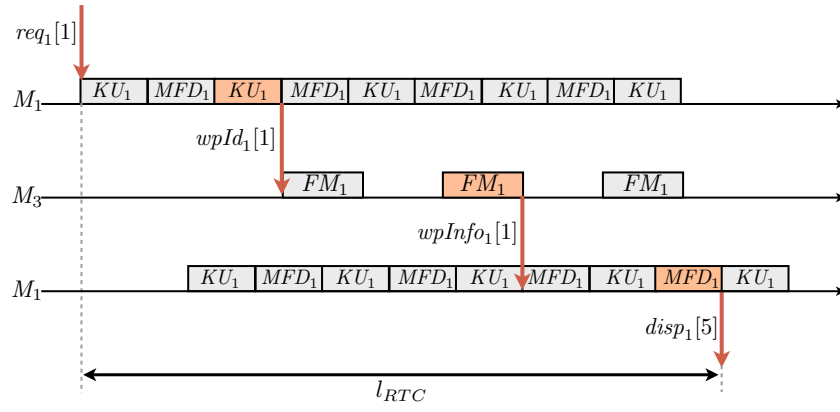 req₁[1]
M₁ KU₁ MFD₁ KU₁ MFD₁ KU₁ MFD₁ KU₁ MFD₁ KU₁
wpId₁[1]
M₃ FM₁ FM₁ FM₁
wpInfo₁[1]
M₁ KU₁ MFD₁ KU₁ MFD₁ KU₁ MFD₁ KU₁ MFD₁ KU₁
disp₁[5]
l_RTC